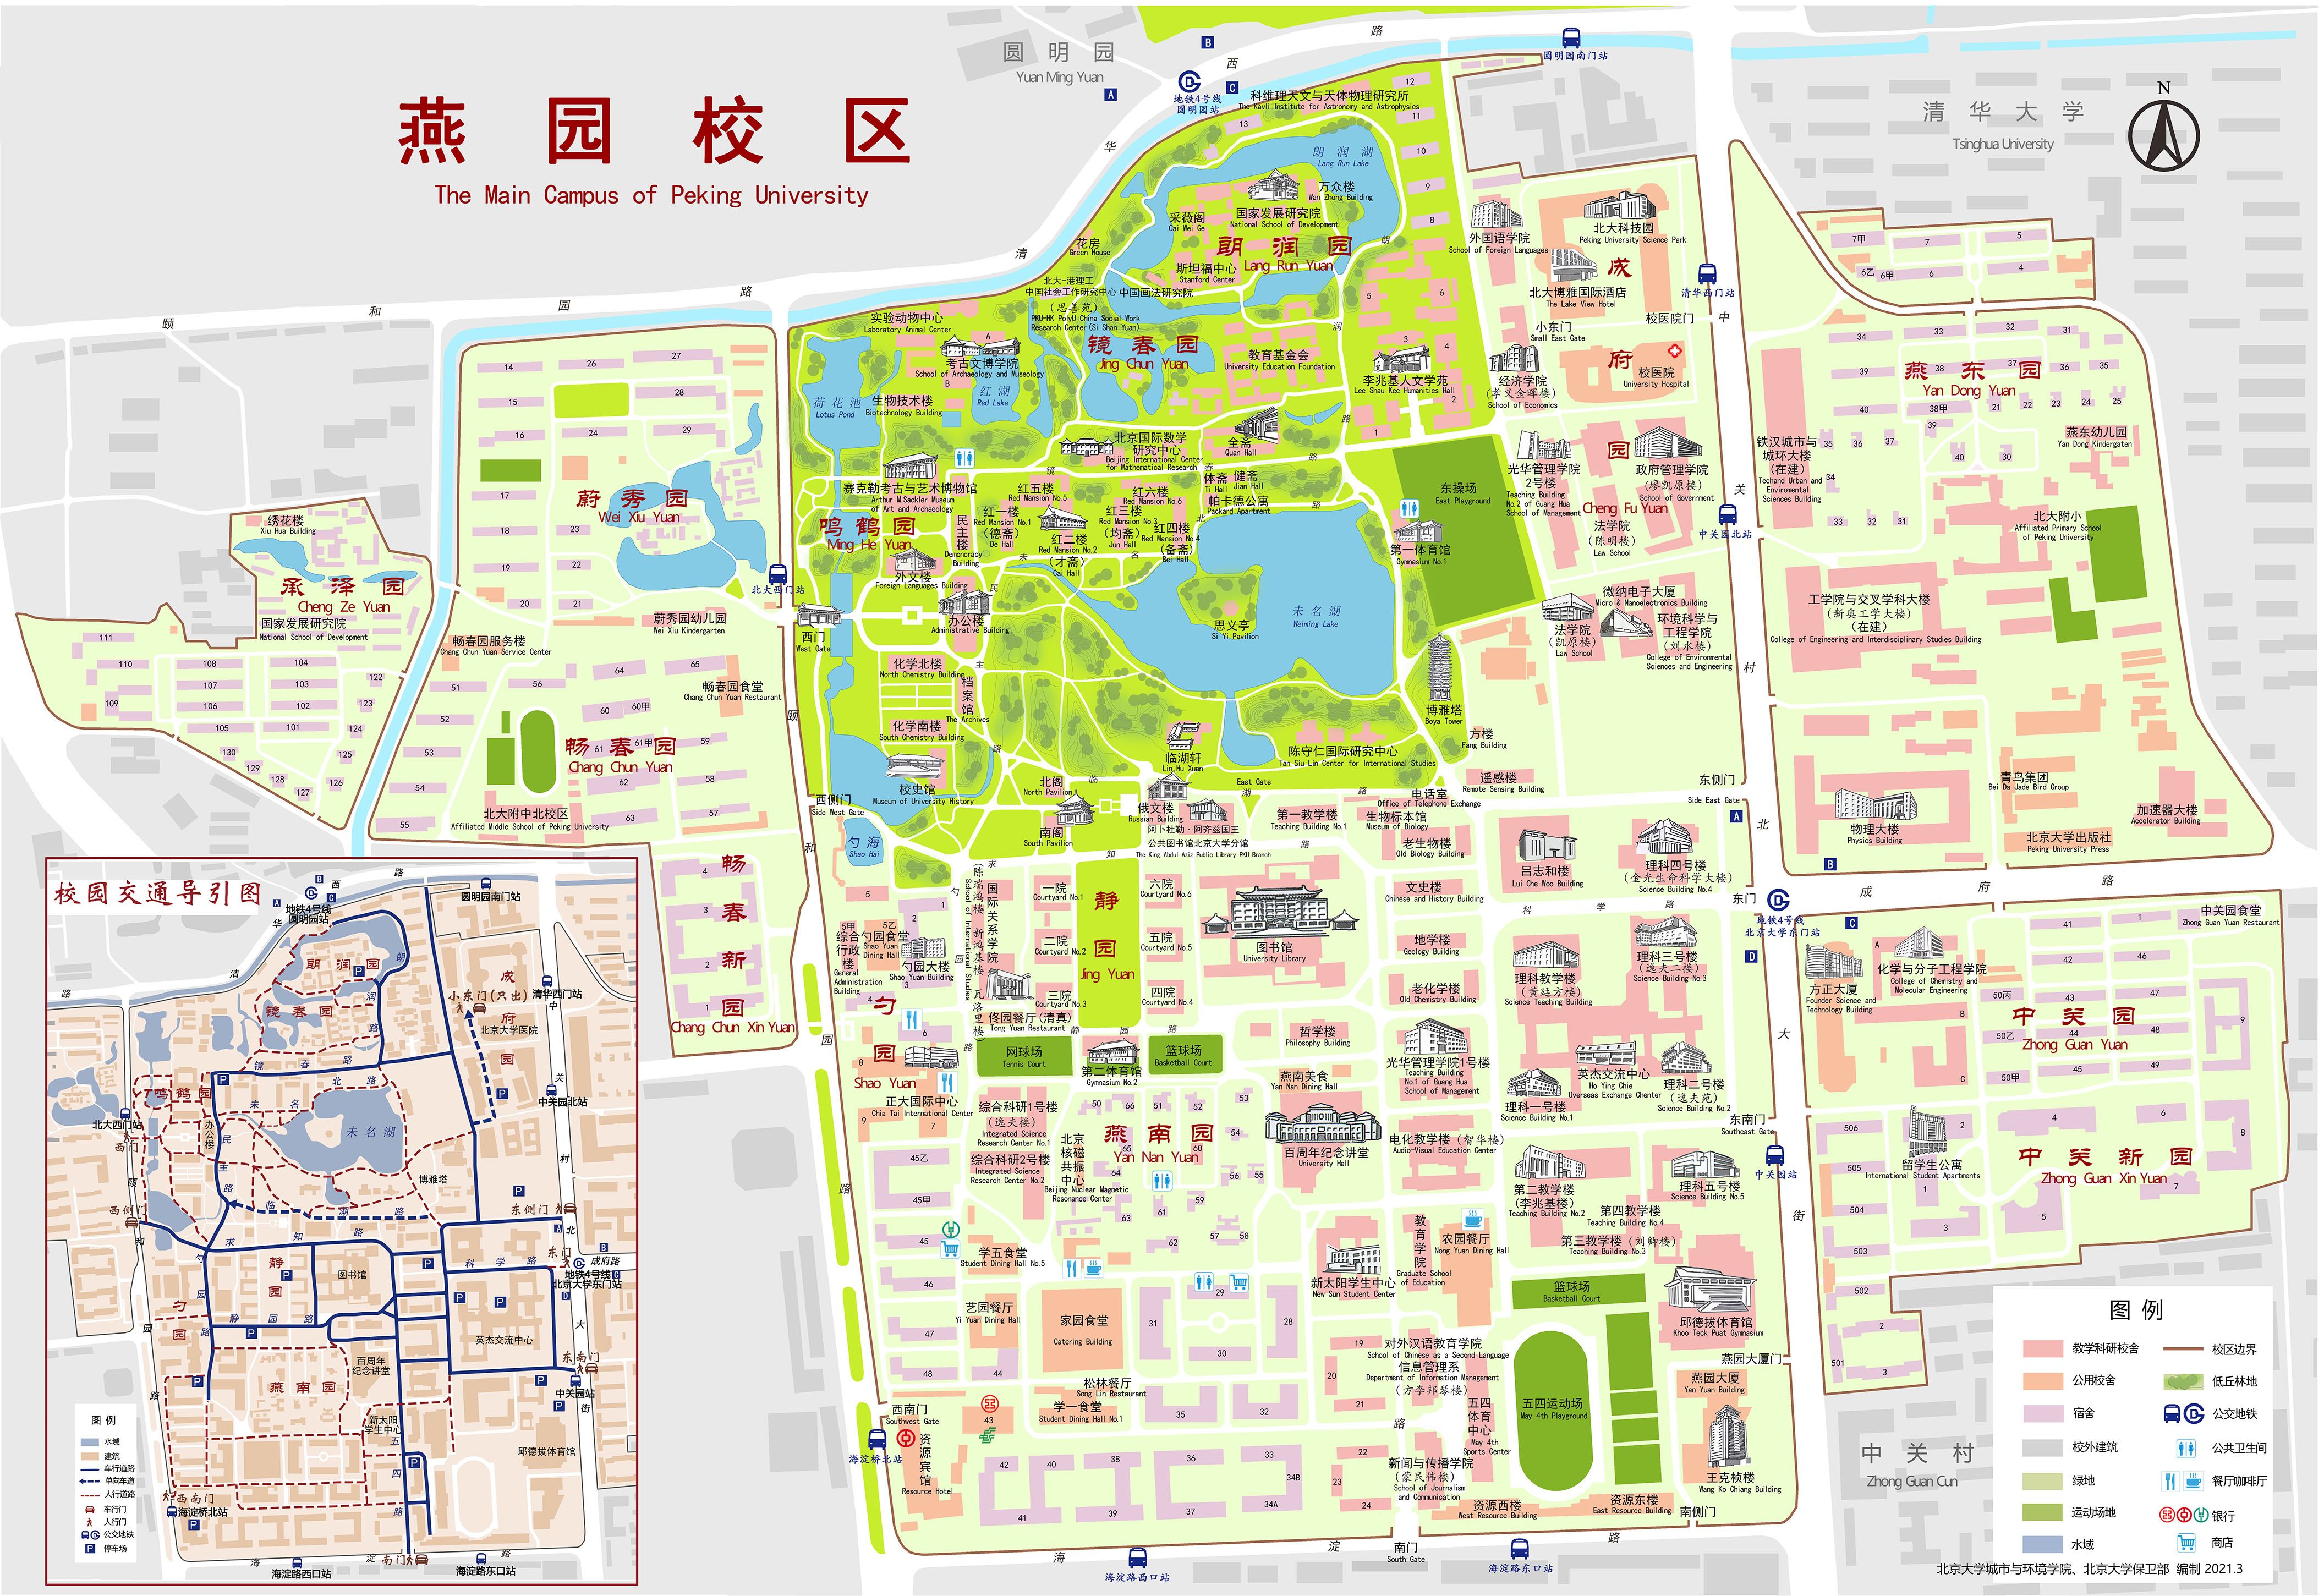 燕 园 校 区
The Main Campus of Peking University
圆 明 园
Yuan Ming Yuan
地铁4号线
圆明园站
圆明园南门站
清 华 大 学
Tsinghua University
N
清 华 西 路
颐 和 园 路
科维理天文与天体物理研究所
The Kavli Institute for Astronomy and Astrophysics
朗 润 湖
Lang Run Lake
万众楼
Wan Zhong Building
采薇阁
Cai Wei Ge
国家发展研究院
National School of Development
朗 润 园
Lang Run Yuan
花房
Green House
斯坦福中心
Stanford Center
北大-港理工
中国社会工作研究中心
(思善苑)
PKU-HK PolyU China Social Work
Research Center(Si Shan Yuan)
中国画法研究院
镜 春 园
Jing Chun Yuan
教育基金会
University Education Foundation
实验动物中心
Laboratory Animal Center
考古文博学院
School of Archaeology and Museology
红 湖
Red Lake
荷 花 池
Lotus Pond
生物技术楼
Biotechnology Building
李兆基人文学苑
Lee Shau Kee Humanities Hall
外国语学院
School of Foreign Languages
北大科技园
Peking University Science Park
成 府 园
Cheng Fu Yuan
北大博雅国际酒店
The Lake View Hotel
清华西门站
小东门
Small East Gate
校医院门
校医院
University Hospital
经济学院
(孝义金晖楼)
School of Economics
北京国际数学
研究中心
Beijing International Center
for Mathematical Research
全斋
Quan Hall
体斋
Ti Hall
健斋
Jian Hall
帕卡德公寓
Packard Apartment
赛克勒考古与艺术博物馆
Arthur M.Sackler Museum
of Art and Archaeology
鸣 鹤 园
Ming He Yuan
民主楼
Demoncracy
Building
红五楼
Red Mansion No.5
红六楼
Red Mansion No.6
红一楼
Red Mansion No.1
(德斋)
De Hall
红二楼
Red Mansion No.2
(才斋)
Cai Hall
红三楼
Red Mansion No.3
(均斋)
Jun Hall
红四楼
Red Mansion No.4
(备斋)
Bei Hall
外文楼
Foreign Languages Building
办公楼
Administrative Building
西门
West Gate
北大西门站
东操场
East Playground
第一体育馆
Gymnasium No.1
未 名 湖
Weiming Lake
思义亭
Si Yi Pavilion
博雅塔
Boya Tower
光华管理学院
2号楼
Teaching Building
No.2 of Guang Hua
School of Management
政府管理学院
(廖凯原楼)
School of Government
法学院
(陈明楼)
Law School
微纳电子大厦
Micro & Nanoelectronics Building
法学院
(凯原楼)
Law School
环境科学与
工程学院
(刘水楼)
College of Environmental
Sciences and Engineering
中关园北站
中 关 村 北 大 街
蔚 秀 园
Wei Xiu Yuan
蔚秀园幼儿园
Wei Xiu Kindergarten
绣花楼
Xiu Hua Building
承 泽 园
Cheng Ze Yuan
国家发展研究院
National School of Development
畅春园服务楼
Chang Chun Yuan Service Center
畅春园食堂
Chang Chun Yuan Restaurant
畅 春 园
Chang Chun Yuan
北大附中北校区
Affiliated Middle School of Peking University
畅 春 新 园
Chang Chun Xin Yuan
化学北楼
North Chemistry Building
档案馆
The Archives
化学南楼
South Chemistry Building
校史馆
Museum of University History
西侧门
Side West Gate
勺 海
Shao Hai
北阁
North Pavilion
南阁
South Pavilion
临湖轩
Lin Hu Xuan
俄文楼
Russian Building
阿卜杜勒·阿齐兹国王
公共图书馆北京大学分馆
The King Abdul Aziz Public Library PKU Branch
陈守仁国际研究中心
Tan Siu Lin Center for International Studies
East Gate
第一教学楼
Teaching Building No.1
电话室
Office of Telephone Exchange
生物标本馆
Museum of Biology
老生物楼
Old Biology Building
遥感楼
Remote Sensing Building
方楼
Fang Building
东侧门
Side East Gate
吕志和楼
Lui Che Woo Building
理科四号楼
(金光生命科学大楼)
Science Building No.4
文史楼
Chinese and History Building
科 学 路
东门
地铁4号线
北京大学东门站
国际关系学院
School of International Studies
(陈瑞鸿楼 新鸿基楼 瓦洛里楼)
一院
Courtyard No.1
二院
Courtyard No.2
三院
Courtyard No.3
四院
Courtyard No.4
五院
Courtyard No.5
六院
Courtyard No.6
静 园
Jing Yuan
图书馆
University Library
地学楼
Geology Building
老化学楼
Old Chemistry Building
理科教学楼
(黄廷方楼)
Science Teaching Building
理科三号楼
(逸夫二楼)
Science Building No.3
综合行政楼
General
Administration
Building
勺园食堂
Shao Yuan
Dining Hall
勺园大楼
Shao Yuan Building
勺 园
Shao Yuan
佟园餐厅(清真)
Tong Yuan Restaurant
网球场
Tennis Court
第二体育馆
Gymnasium No.2
篮球场
Basketball Court
哲学楼
Philosophy Building
燕南美食
Yan Nan Dining Hall
光华管理学院1号楼
Teaching Building
No.1 of Guang Hua
School of Management
英杰交流中心
Ho Ying Chie
Overseas Exchange Chenter
理科一号楼
Science Building No.1
理科二号楼
(逸夫苑)
Science Building No.2
东南门
Southeast Gate
中关园站
正大国际中心
Chia Tai International Center
综合科研1号楼
(逸夫楼)
Integrated Science
Research Center No.1
综合科研2号楼
Integrated Science
Research Center No.2
北京核磁共振中心
Beijing Nuclear Magnetic
Resonance Center
燕 南 园
Yan Nan Yuan
百周年纪念讲堂
University Hall
电化教学楼(智华楼)
Audio-Visual Education Center
第二教学楼
(李兆基楼)
Teaching Building No.2
理科五号楼
Science Building No.5
第四教学楼
Teaching Building No.4
第三教学楼(刘卿楼)
Teaching Building No.3
学五食堂
Student Dining Hall No.5
艺园餐厅
Yi Yuan Dining Hall
家园食堂
Catering Building
松林餐厅
Song Lin Restaurant
学一食堂
Student Dining Hall No.1
新太阳学生中心
New Sun Student Center
教育学院
Graduate School
of Education
农园餐厅
Nong Yuan Dining Hall
篮球场
Basketball Court
邱德拔体育馆
Khoo Teck Puat Gymnasium
对外汉语教育学院
School of Chinese as a Second Language
信息管理系
Department of Information Management
(方李邦琴楼)
五四体育中心
May 4th
Sports Center
五四运动场
May 4th Playground
燕园大厦门
燕园大厦
Yan Yuan Building
王克桢楼
Wang Ko Chiang Building
新闻与传播学院
(蒙民伟楼)
School of Journalism
and Communication
资源西楼
West Resource Building
资源东楼
East Resource Building
南侧门
西南门
Southwest Gate
海淀桥北站
资源宾馆
Resource Hotel
南门
South Gate
海 淀 路
海淀路西口站
海淀路东口站
燕 东 园
Yan Dong Yuan
燕东幼儿园
Yan Dong Kindergaten
铁汉城市与
城环大楼
(在建)
Techand Urban and
Enviromental
Sciences Building
北大附小
Affiliated Primary School
of Peking University
工学院与交叉学科大楼
(新奥工学大楼)
(在建)
College of Engineering and Interdisciplinary Studies Building
物理大楼
Physics Building
青鸟集团
Bei Da Jade Bird Group
北京大学出版社
Peking University Press
加速器大楼
Accelerator Building
成 府 路
中关园食堂
Zhong Guan Yuan Restaurant
方正大厦
Founder Science and
Technology Building
化学与分子工程学院
College of Chemistry and
Molecular Engineering
中 关 园
Zhong Guan Yuan
留学生公寓
International Student Apartments
中 关 新 园
Zhong Guan XinYuan
中 关 村
Zhong Guan Cun
图 例
教学科研校舍
公用校舍
宿舍
校外建筑
绿地
运动场地
水域
校区边界
低丘林地
公交地铁
公共卫生间
餐厅咖啡厅
银行
商店
北京大学城市与环境学院、北京大学保卫部 编制 2021.3
校园交通导引图
地铁4号线
圆明园站
圆明园南门站
朗 润 园
镜 春 园
鸣 鹤 园
成 府 园
小东门(只出)
清华西门站
北京大学医院
中关园北站
北大西门站
西门
办公楼
未 名 湖
博雅塔
西侧门
东侧门
静 园
图书馆
科 学 路
东门
成府路
地铁4号线
北京大学东门站
勺 园
英杰交流中心
百周年
纪念讲堂
东南门
中关园站
燕 南 园
新太阳
学生中心
邱德拔体育馆
西南门
海淀桥北站
南门
海淀路西口站
海淀路东口站
图 例
水域
建筑
车行道路
单向车道
人行道路
车行门
人行门
公交地铁
停车场